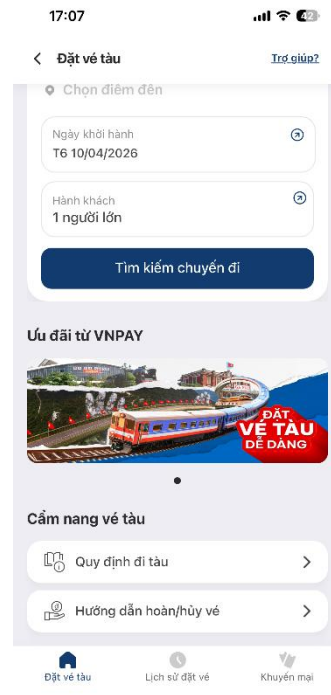 17:07
42
Đặt vé tàu
Trợ giúp?
Chọn điểm đến
Ngày khởi hành
T6 10/04/2026
Hành khách
1 người lớn
Tìm kiếm chuyến đi
Ưu đãi từ VNPAY
ĐẶT
VÉ TÀU
DỄ DÀNG
Cẩm nang vé tàu
Quy định đi tàu
Hướng dẫn hoàn/hủy vé
Đặt vé tàu
Lịch sử đặt vé
Khuyến mại